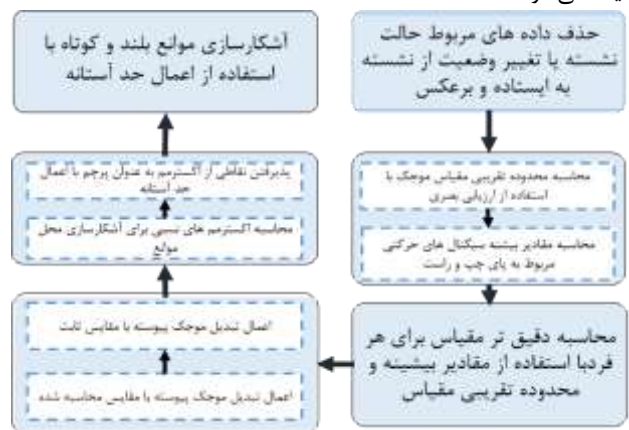 حذف داده های مربوط حالت
نشسته یا تغییر وضعیت از نشسته
به ایستاده و برعکس
محاسبه محدوده تقریبی مقیاس موجک با
استفاده از ارزیابی بصری
محاسبه مقادیر بیشنه سیگنال های حرکتی
مربوط به پای چپ و راست
محاسبه دقیق تر مقیاس برای هر
فردبا استفاده از مقادیر بیشینه و
محدوده تقریبی مقیاس
اعمال تبدیل موجک پیوسته با مقایس محاسبه شده
اعمال تبدیل موجک پیوسته با مقایس ثابت
محاسبه اکسترمم های نسبی برای آشکارسازی محل
موانع
پذیرفتن نقاطی از اکسترمم به عنوان پرچم با اعمال
حد آستانه
آشکارسازی موانع بلند و کوتاه با
استفاده از اعمال حد آستانه